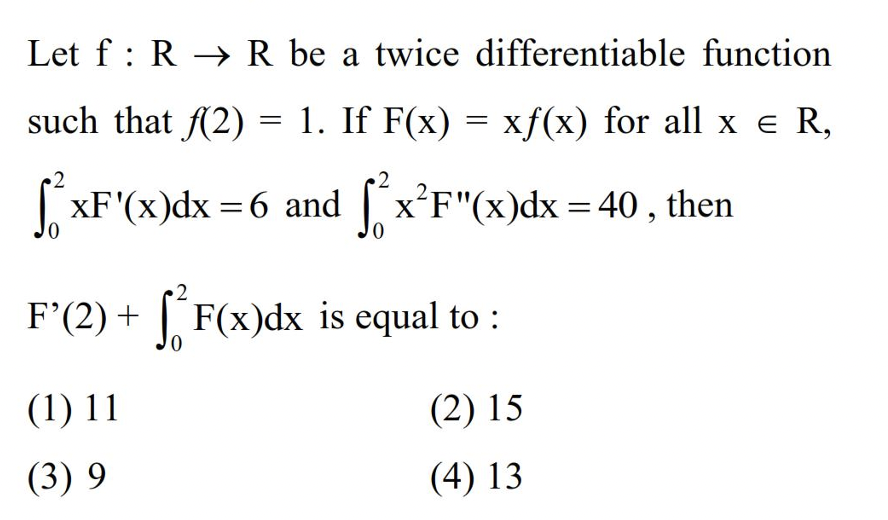 Let f : R → R be a twice differentiable function
such that f(2) = 1. If F(x) = xf(x) for all x ∈ R,
∫₀² xF'(x)dx = 6 and ∫₀² x²F"(x)dx = 40 , then
F’(2) + ∫₀² F(x)dx is equal to :
(1) 11 (2) 15
(3) 9 (4) 13